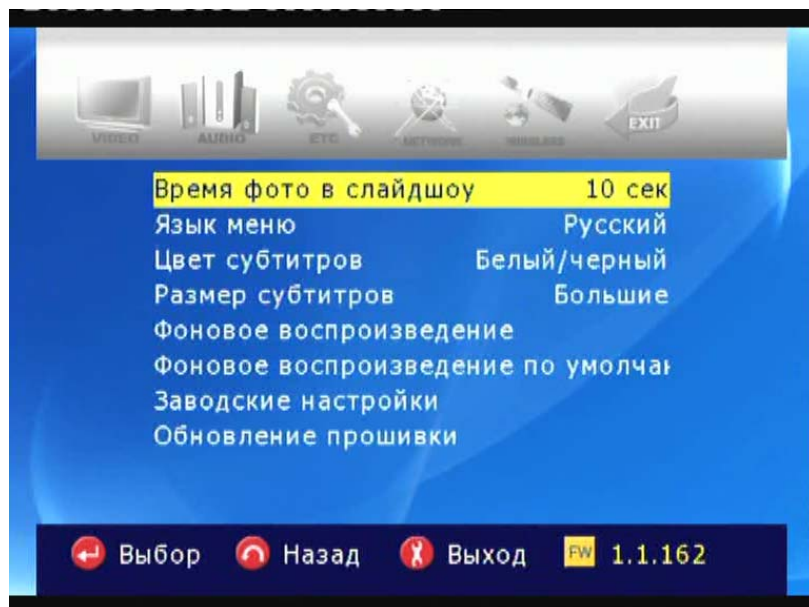 VIDEO AUDIO ETC NETWORK WIRELESS EXIT
Время фото в слайдшоу 10 сек
Язык меню Русский
Цвет субтитров Белый/черный
Размер субтитров Большие
Фоновое воспроизведение
Фоновое воспроизведение по умолчан
Заводские настройки
Обновление прошивки
Выбор Назад Выход FW 1.1.162